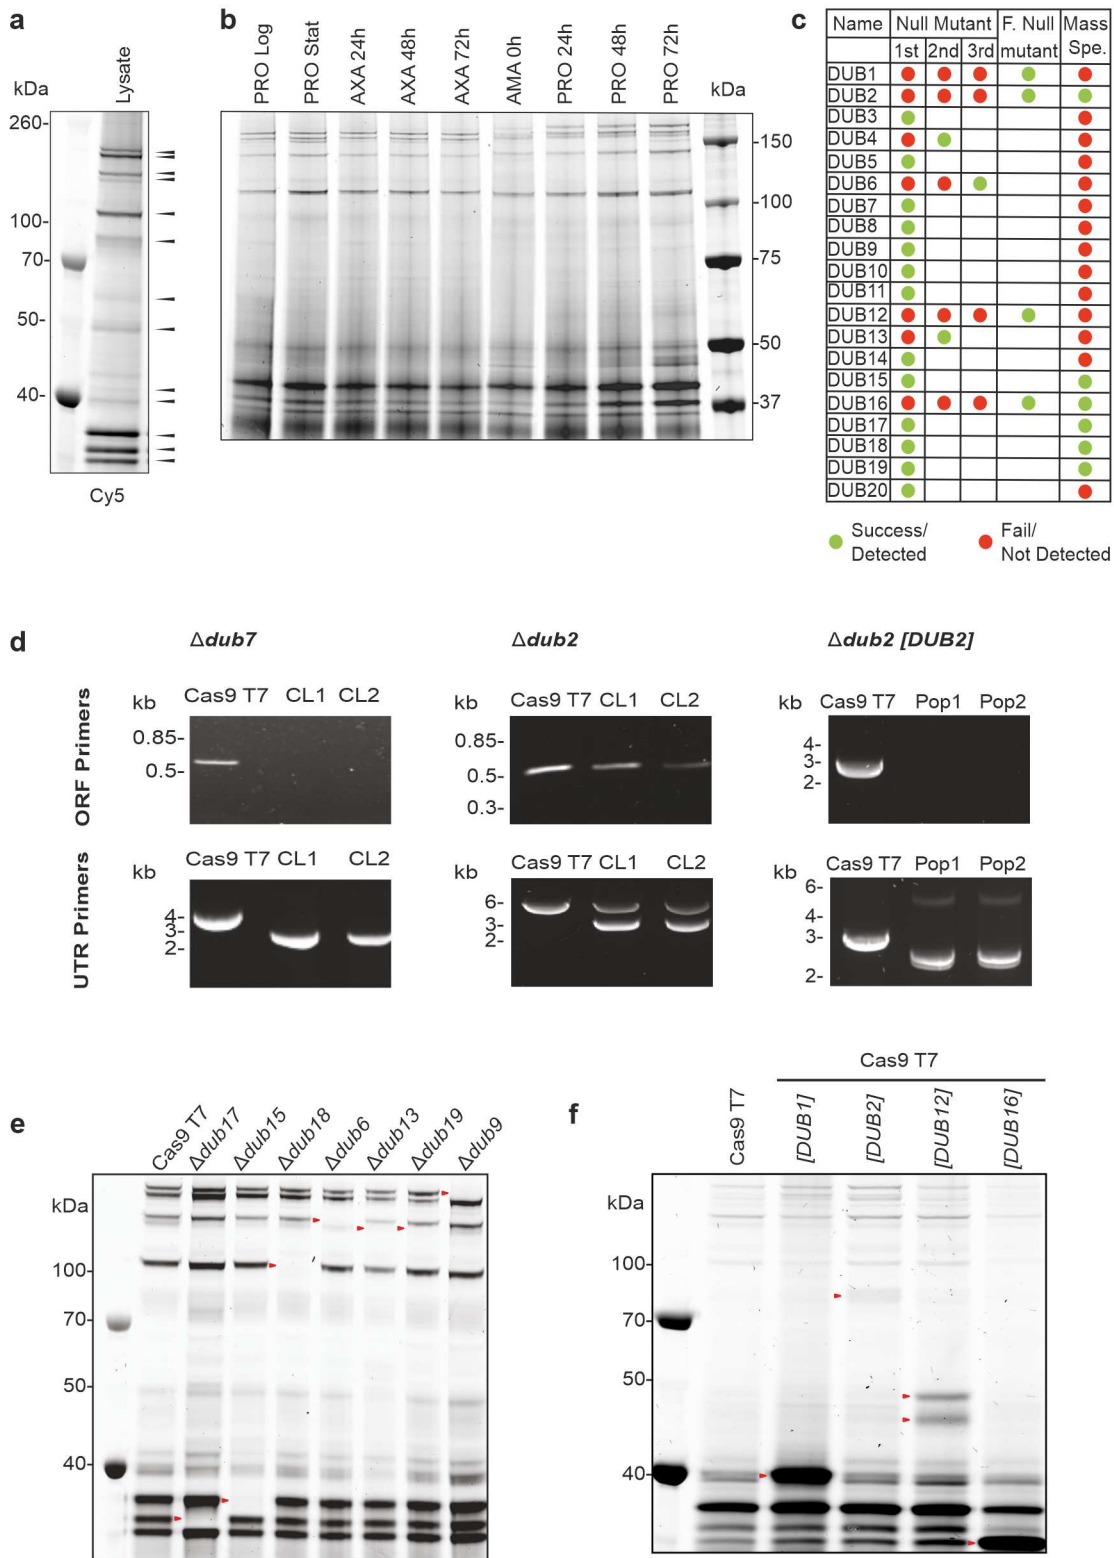 a
kDa
Lysate
260-
100-
70-
50-
40-
Cy5
b
PRO Log
PRO Stat
AXA 24h
AXA 48h
AXA 72h
AMA 0h
PRO 24h
PRO 48h
PRO 72h
kDa
-150
-100
-75
-50
-37
c
Name Null Mutant F. Null Mass
1st 2nd 3rd mutant Spe.
DUB1
DUB2
DUB3
DUB4
DUB5
DUB6
DUB7
DUB8
DUB9
DUB10
DUB11
DUB12
DUB13
DUB14
DUB15
DUB16
DUB17
DUB18
DUB19
DUB20
Success/
Detected
Fail/
Not Detected
d
Δdub7
Δdub2
Δdub2 [DUB2]
ORF Primers
kb
Cas9 T7 CL1 CL2
0.85-
0.5-
kb
Cas9 T7 CL1 CL2
0.85-
0.5-
0.3-
kb
Cas9 T7 Pop1 Pop2
4-
3-
2-
UTR Primers
kb
Cas9 T7 CL1 CL2
4-
3-
2-
kb
Cas9 T7 CL1 CL2
6-
3-
2-
kb
Cas9 T7 Pop1 Pop2
6-
4-
3-
2-
e
Cas9 T7
Δdub17
Δdub15
Δdub18
Δdub6
Δdub13
Δdub19
Δdub9
kDa
100-
70-
50-
40-
f
Cas9 T7
Cas9 T7
[DUB1]
[DUB2]
[DUB12]
[DUB16]
kDa
100-
70-
50-
40-